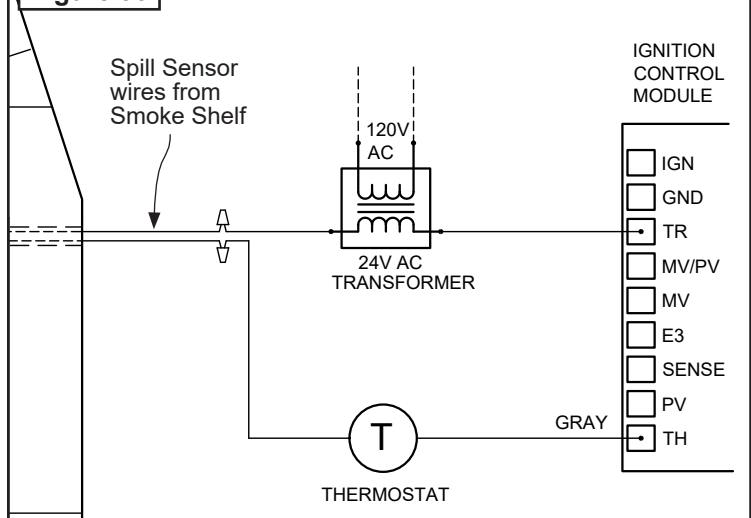 Spill Sensor
wires from
Smoke Shelf
120V
AC
24V AC
TRANSFORMER
IGNITION
CONTROL
MODULE
IGN
GND
TR
MV/PV
MV
E3
SENSE
PV
TH
GRAY
T
THERMOSTAT